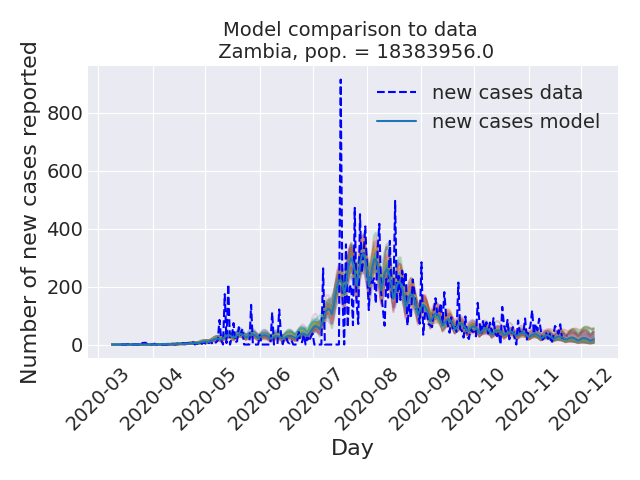 Model comparison to data
Zambia, pop. = 18383956.0
Number of new cases reported
800
600
400
200
0
new cases data
new cases model
2020-03
2020-04
2020-05
2020-06
2020-07
2020-08
2020-09
2020-10
2020-11
2020-12
Day